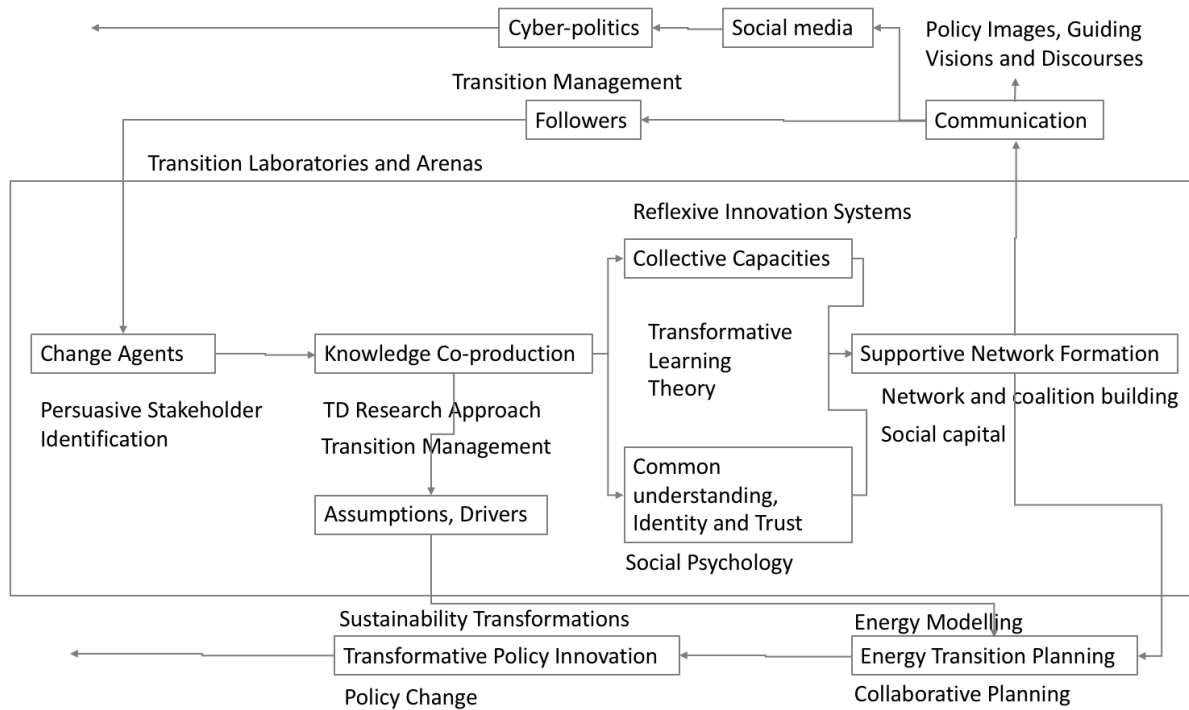 Cyber-politics
Social media
Policy Images, Guiding
Visions and Discourses
Transition Management
Followers
Communication
Transition Laboratories and Arenas
Reflexive Innovation Systems
Collective Capacities
Change Agents
Knowledge Co-production
Transformative
Learning
Theory
Supportive Network Formation
Persuasive Stakeholder
Identification
TD Research Approach
Transition Management
Network and coalition building
Social capital
Common
understanding,
Identity and Trust
Assumptions, Drivers
Social Psychology
Sustainability Transformations
Energy Modelling
Transformative Policy Innovation
Energy Transition Planning
Policy Change
Collaborative Planning